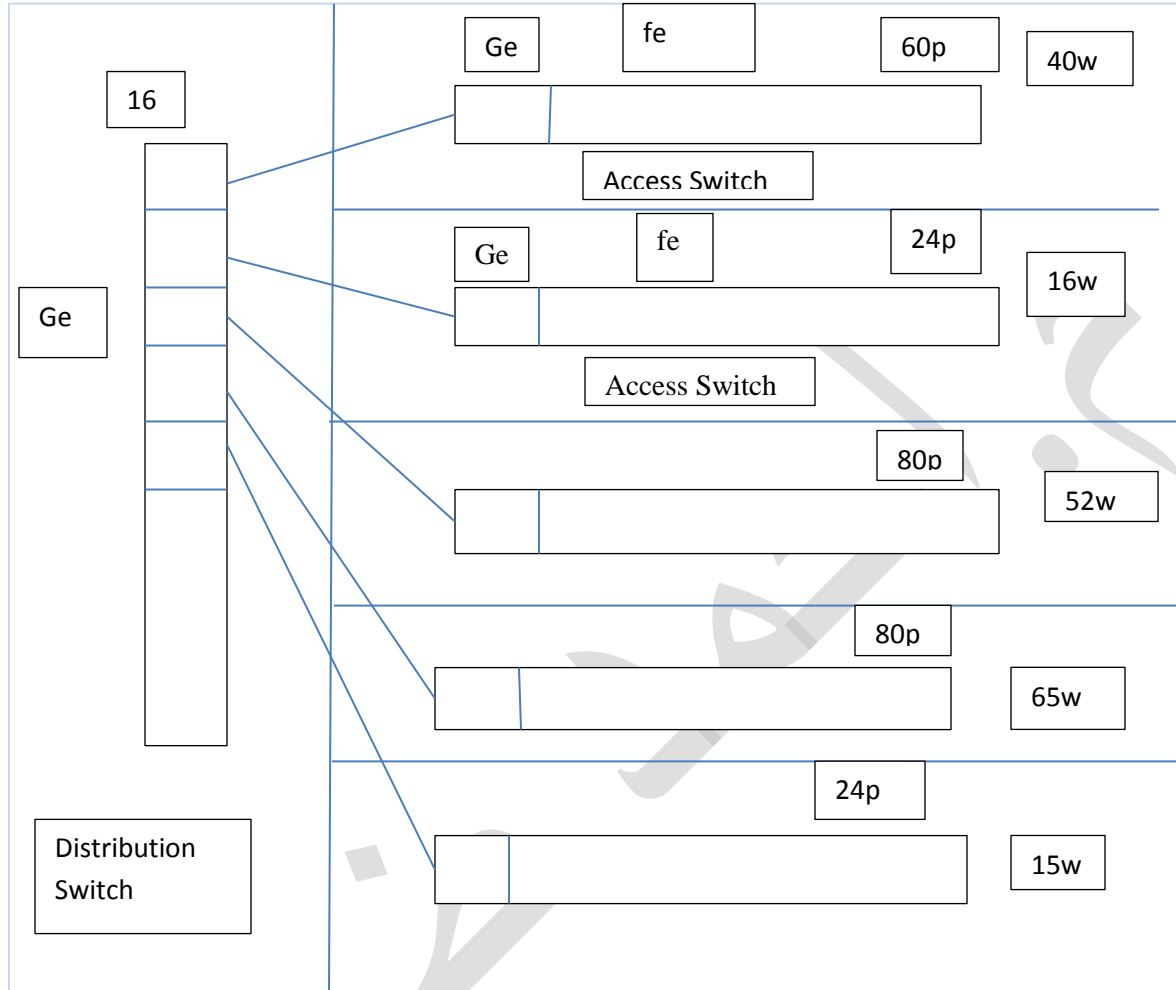 Ge
fe
60p
40w
16
Access Switch
Ge
fe
24p
16w
Ge
Access Switch
80p
52w
80p
65w
24p
Distribution
Switch
15w